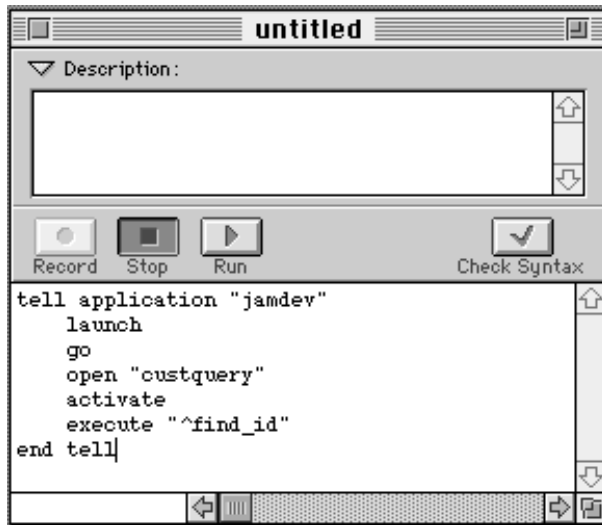 untitled
Description:
Record Stop Run Check Syntax
tell application "jamdev"
    launch
    go
    open "custquery"
    activate
    execute "^find_id"
end tell